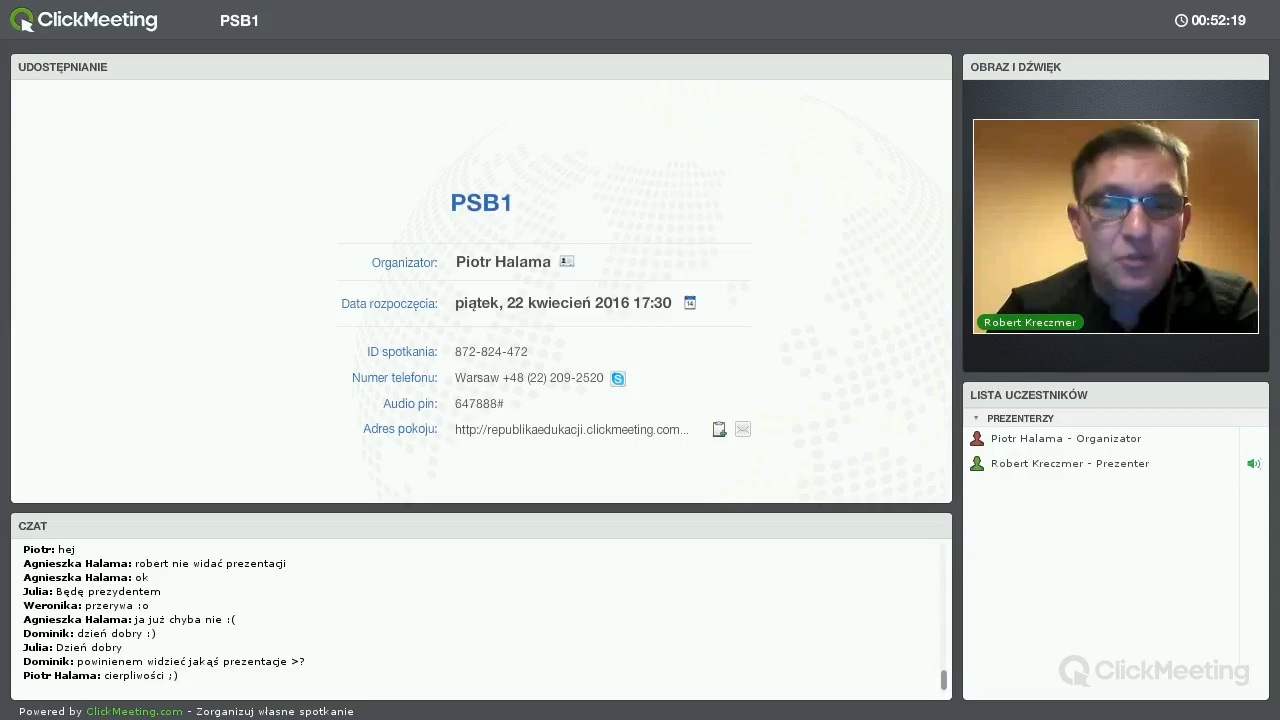 ClickMeeting
PSB1
00:52:19
UDOSTĘPNIANIE
PSB1
Organizator: Piotr Halama
Data rozpoczęcia: piątek, 22 kwiecień 2016 17:30
14
ID spotkania: 872-824-472
Numer telefonu: Warsaw +48 (22) 209-2520
Audio pin: 647888#
Adres pokoju: http://republikaedukacji.clickmeeting.com...
CZAT
Piotr: hej
Agnieszka Halama: robert nie widać prezentacji
Agnieszka Halama: ok
Julia: Będę prezydentem
Weronika: przerywa :o
Agnieszka Halama: ja już chyba nie :(
Dominik: dzień dobry :)
Julia: Dzień dobry
Dominik: powinienem widzieć jakąś prezentacje >?
Piotr Halama: cierpliwości ;)
OBRAZ I DŹWIĘK
Robert Kreczmer
LISTA UCZESTNIKÓW
PREZENTERZY
Piotr Halama - Organizator
Robert Kreczmer - Prezenter
ClickMeeting
Powered by ClickMeeting.com - Zorganizuj własne spotkanie